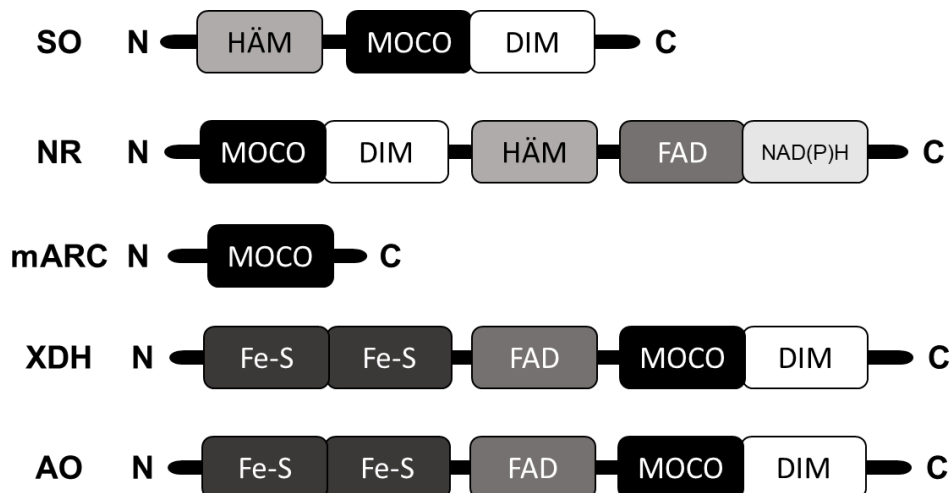 SO N HÄM MOCO DIM C
NR N MOCO DIM HÄM FAD NAD(P)H C
mARC N MOCO C
XDH N Fe-S Fe-S FAD MOCO DIM C
AO N Fe-S Fe-S FAD MOCO DIM C